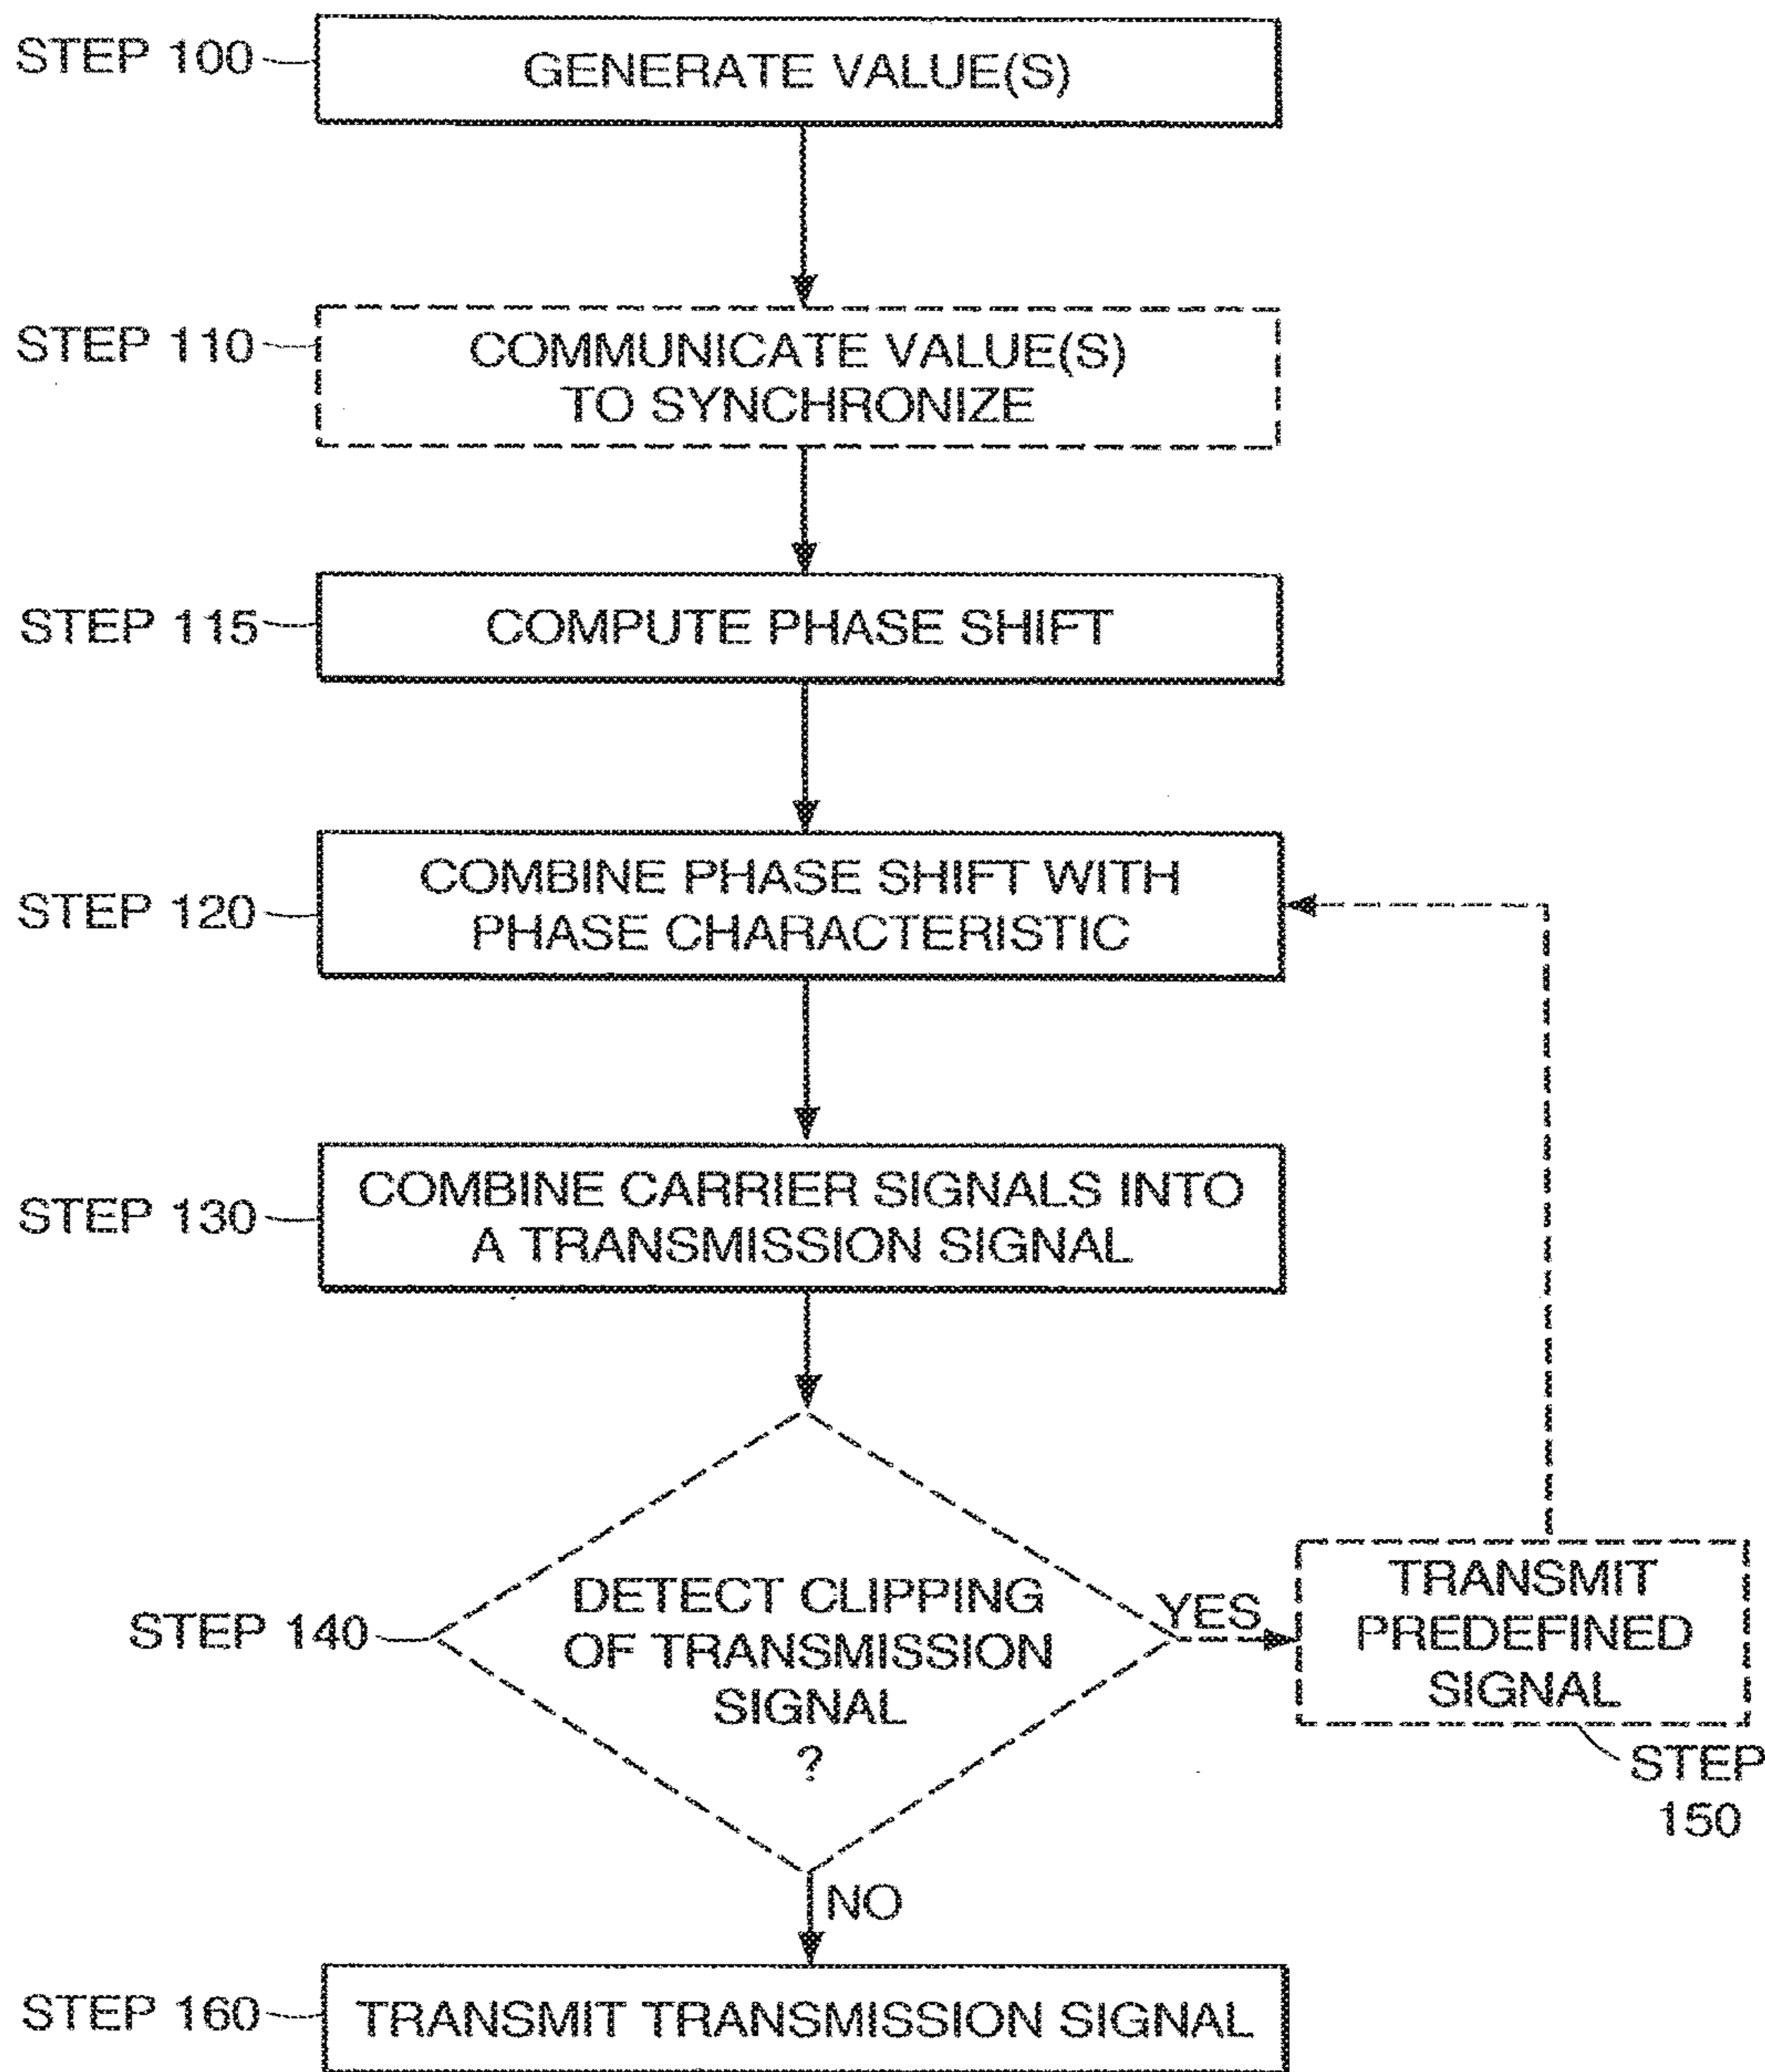 STEP 100
GENERATE VALUE(S)
STEP 110
COMMUNICATE VALUE(S)
TO SYNCHRONIZE
STEP 115
COMPUTE PHASE SHIFT
STEP 120
COMBINE PHASE SHIFT WITH
PHASE CHARACTERISTIC
STEP 130
COMBINE CARRIER SIGNALS INTO
A TRANSMISSION SIGNAL
STEP 140
DETECT CLIPPING
OF TRANSMISSION
SIGNAL
?
YES
TRANSMIT
PREDEFINED
SIGNAL
STEP
150
NO
STEP 160
TRANSMIT TRANSMISSION SIGNAL